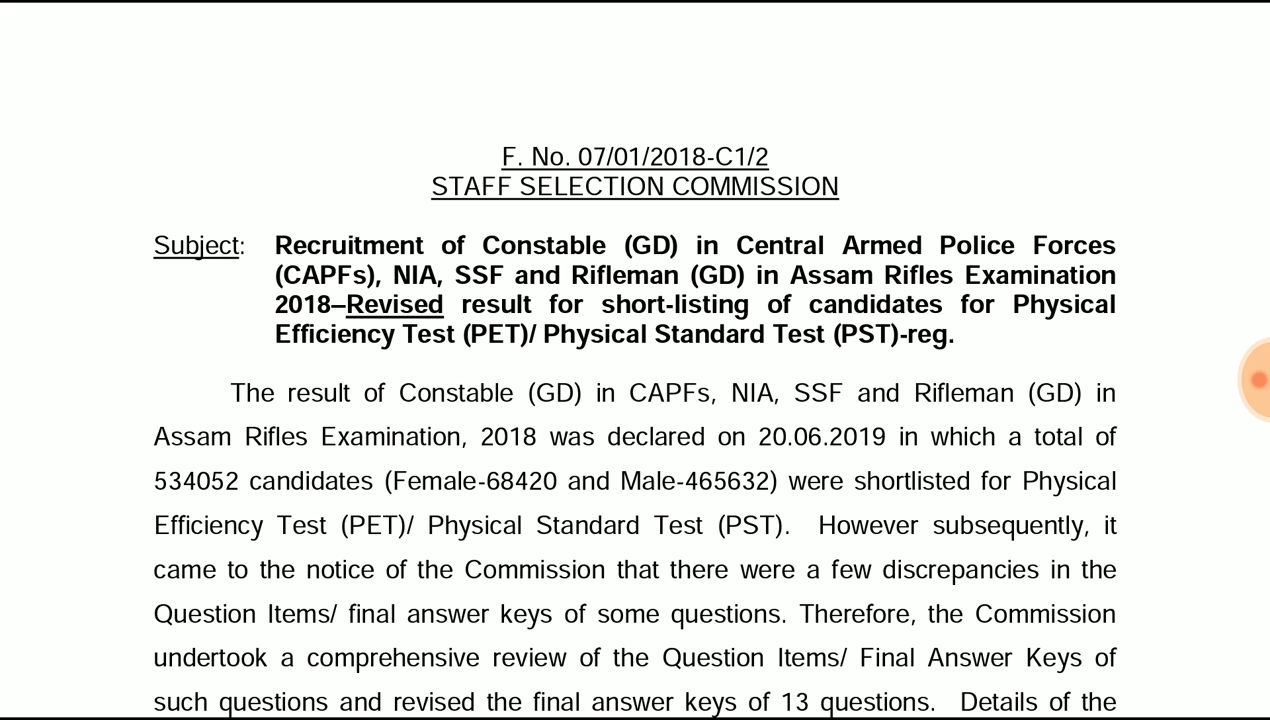 F. No. 07/01/2018-C1/2
STAFF SELECTION COMMISSION
Subject: Recruitment of Constable (GD) in Central Armed Police Forces
(CAPFs), NIA, SSF and Rifleman (GD) in Assam Rifles Examination
2018–Revised result for short-listing of candidates for Physical
Efficiency Test (PET)/ Physical Standard Test (PST)-reg.
The result of Constable (GD) in CAPFs, NIA, SSF and Rifleman (GD) in
Assam Rifles Examination, 2018 was declared on 20.06.2019 in which a total of
534052 candidates (Female-68420 and Male-465632) were shortlisted for Physical
Efficiency Test (PET)/ Physical Standard Test (PST). However subsequently, it
came to the notice of the Commission that there were a few discrepancies in the
Question Items/ final answer keys of some questions. Therefore, the Commission
undertook a comprehensive review of the Question Items/ Final Answer Keys of
such questions and revised the final answer keys of 13 questions. Details of the